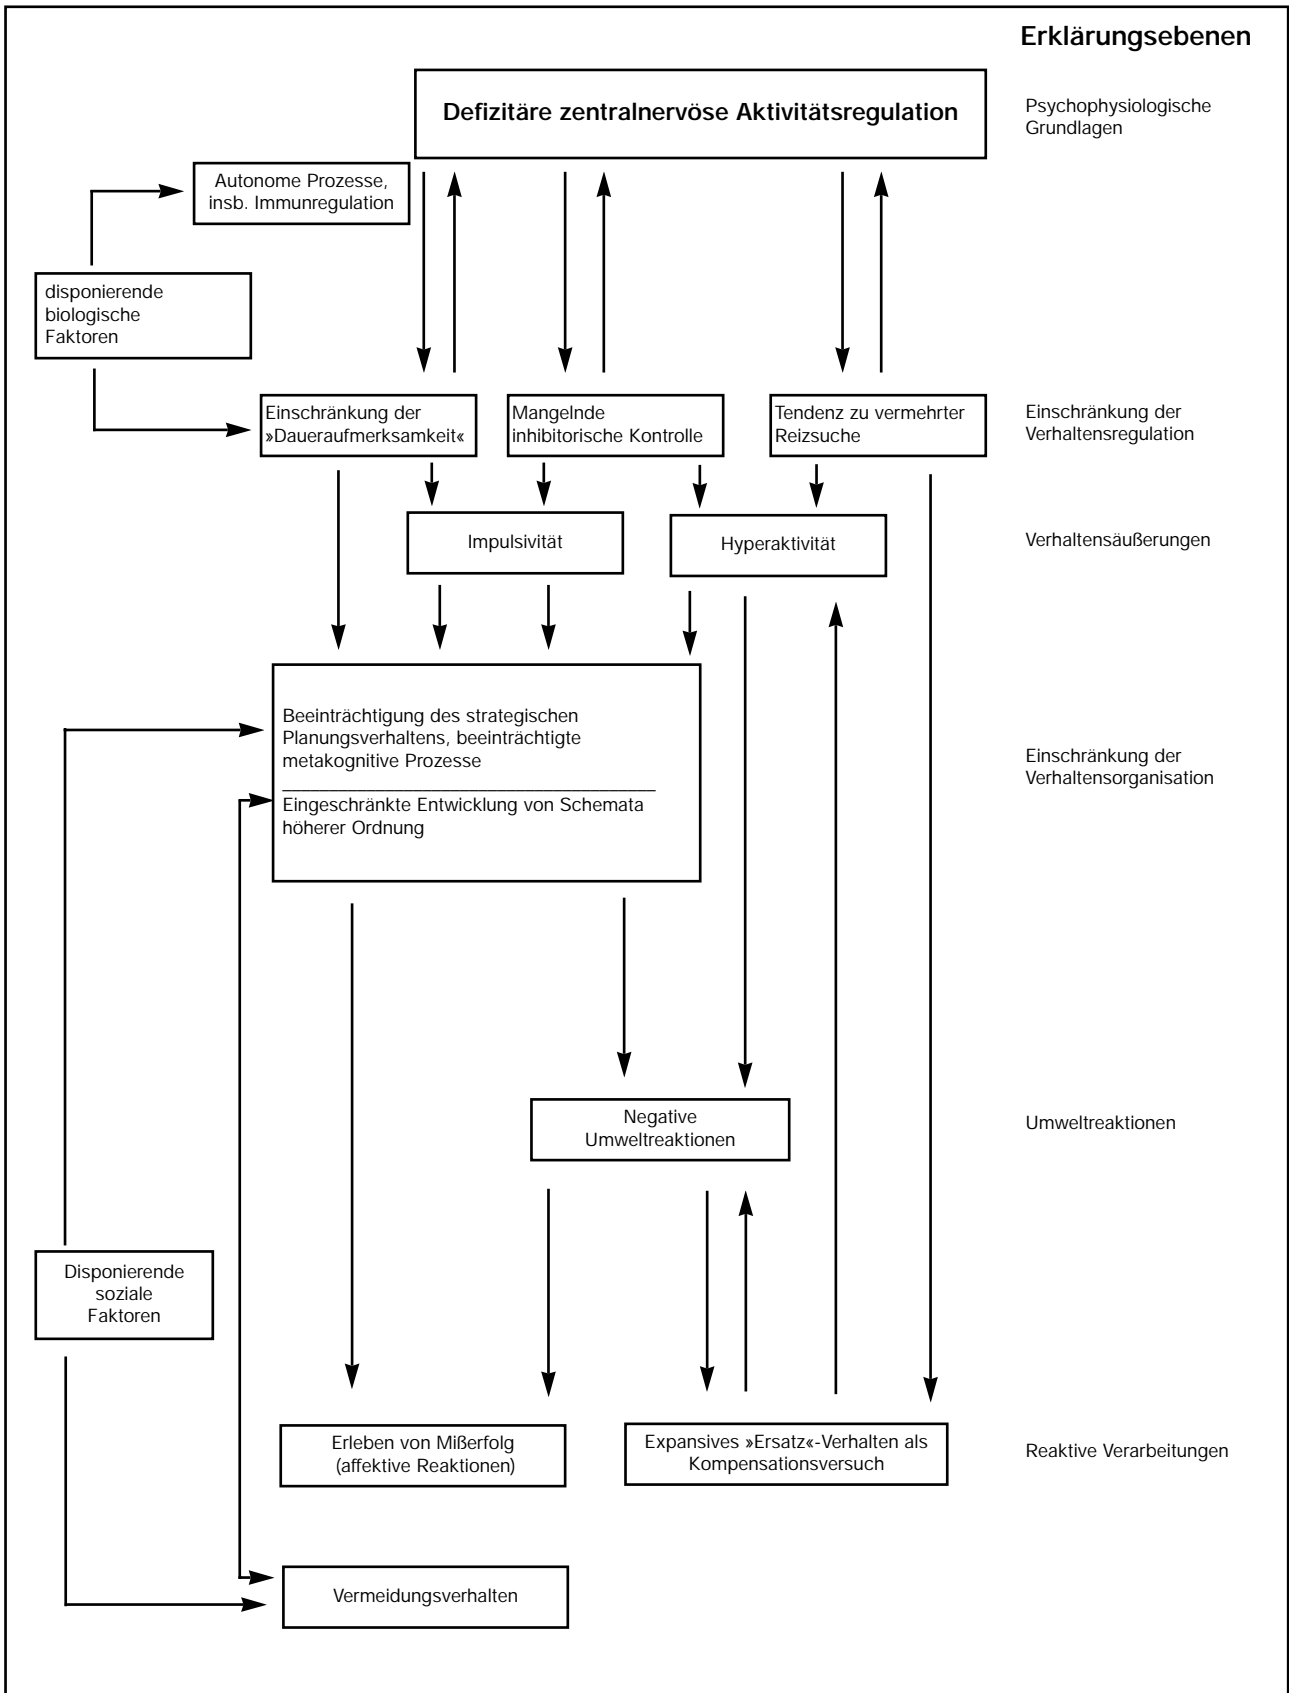 Erklärungsebenen
Defizitäre zentralnervöse Aktivitätsregulation
Psychophysiologische
Grundlagen
Autonome Prozesse,
insb. Immunregulation
disponierende
biologische
Faktoren
Einschränkung der
»Daueraufmerksamkeit«
Mangelnde
inhibitorische Kontrolle
Tendenz zu vermehrter
Reizsuche
Einschränkung der
Verhaltensregulation
Impulsivität
Hyperaktivität
Verhaltensäußerungen
Beeinträchtigung des strategischen
Planungsverhaltens, beeinträchtigte
metakognitive Prozesse
Eingeschränkte Entwicklung von Schemata
höherer Ordnung
Einschränkung der
Verhaltensorganisation
Negative
Umweltreaktionen
Umweltreaktionen
Disponierende
soziale
Faktoren
Erleben von Mißerfolg
(affektive Reaktionen)
Expansives »Ersatz«-Verhalten als
Kompensationsversuch
Reaktive Verarbeitungen
Vermeidungsverhalten